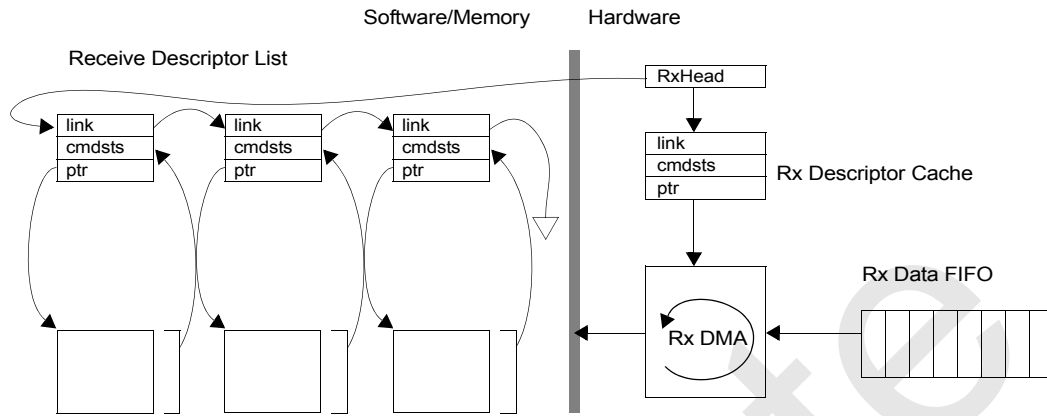 Software/Memory
Hardware
Receive Descriptor List
RxHead
link
cmdsts
ptr
link
cmdsts
ptr
link
cmdsts
ptr
link
cmdsts
ptr
Rx Descriptor Cache
Rx Data FIFO
Rx DMA